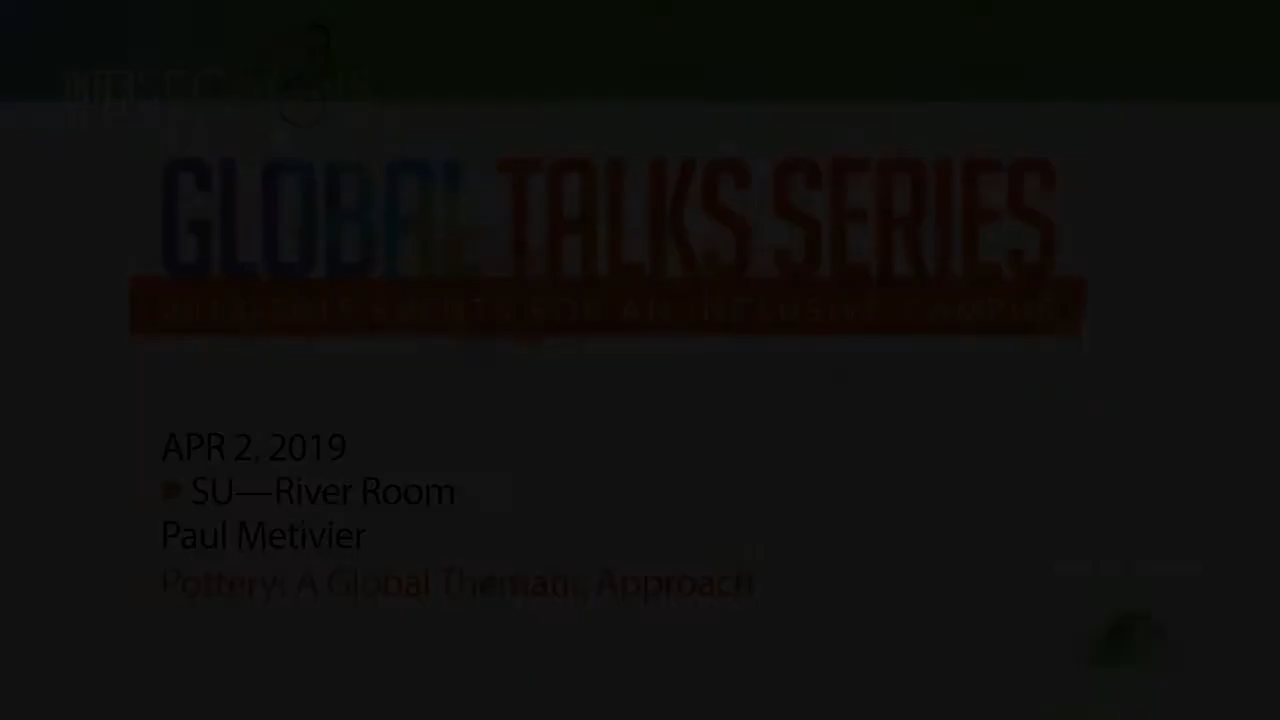 GLOBAL TALKS SERIES
APR 2, 2019
SU—River Room
Paul Metivier
Pottery: A Global Thematic Approach